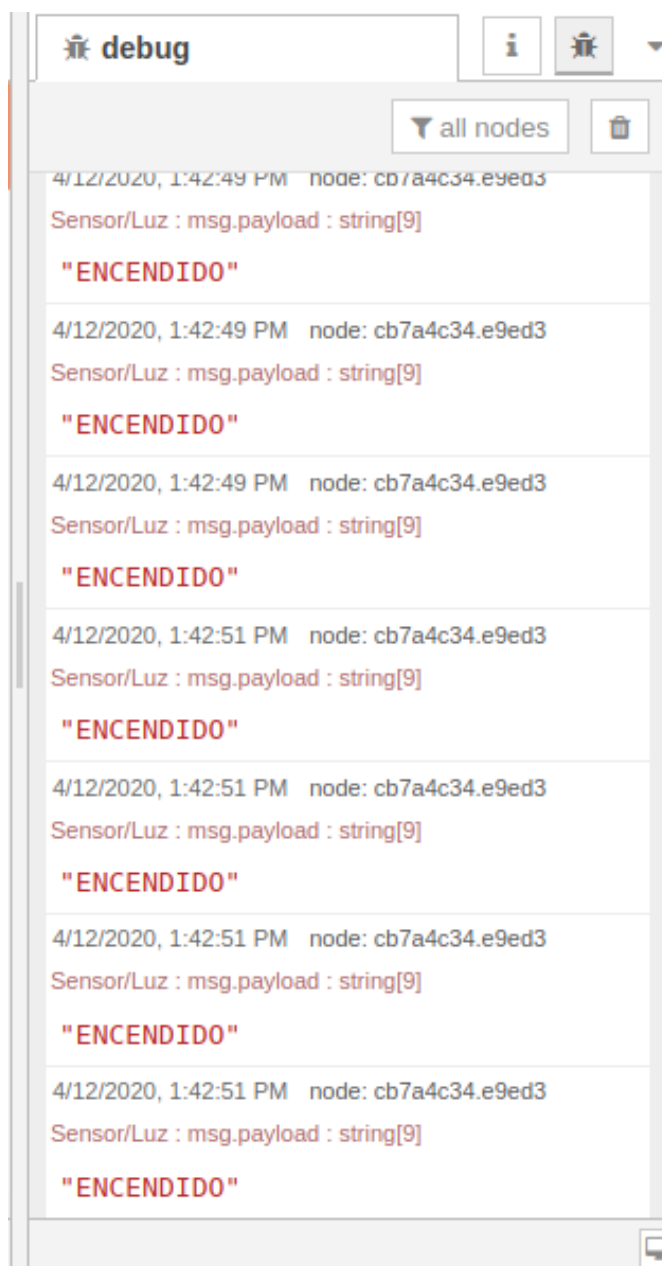 debug
all nodes
4/12/2020, 1:42:49 PM node: cb7a4c34.e9ed3
Sensor/Luz : msg.payload : string[9]
"ENCENDIDO"
4/12/2020, 1:42:49 PM node: cb7a4c34.e9ed3
Sensor/Luz : msg.payload : string[9]
"ENCENDIDO"
4/12/2020, 1:42:49 PM node: cb7a4c34.e9ed3
Sensor/Luz : msg.payload : string[9]
"ENCENDIDO"
4/12/2020, 1:42:51 PM node: cb7a4c34.e9ed3
Sensor/Luz : msg.payload : string[9]
"ENCENDIDO"
4/12/2020, 1:42:51 PM node: cb7a4c34.e9ed3
Sensor/Luz : msg.payload : string[9]
"ENCENDIDO"
4/12/2020, 1:42:51 PM node: cb7a4c34.e9ed3
Sensor/Luz : msg.payload : string[9]
"ENCENDIDO"
4/12/2020, 1:42:51 PM node: cb7a4c34.e9ed3
Sensor/Luz : msg.payload : string[9]
"ENCENDIDO"